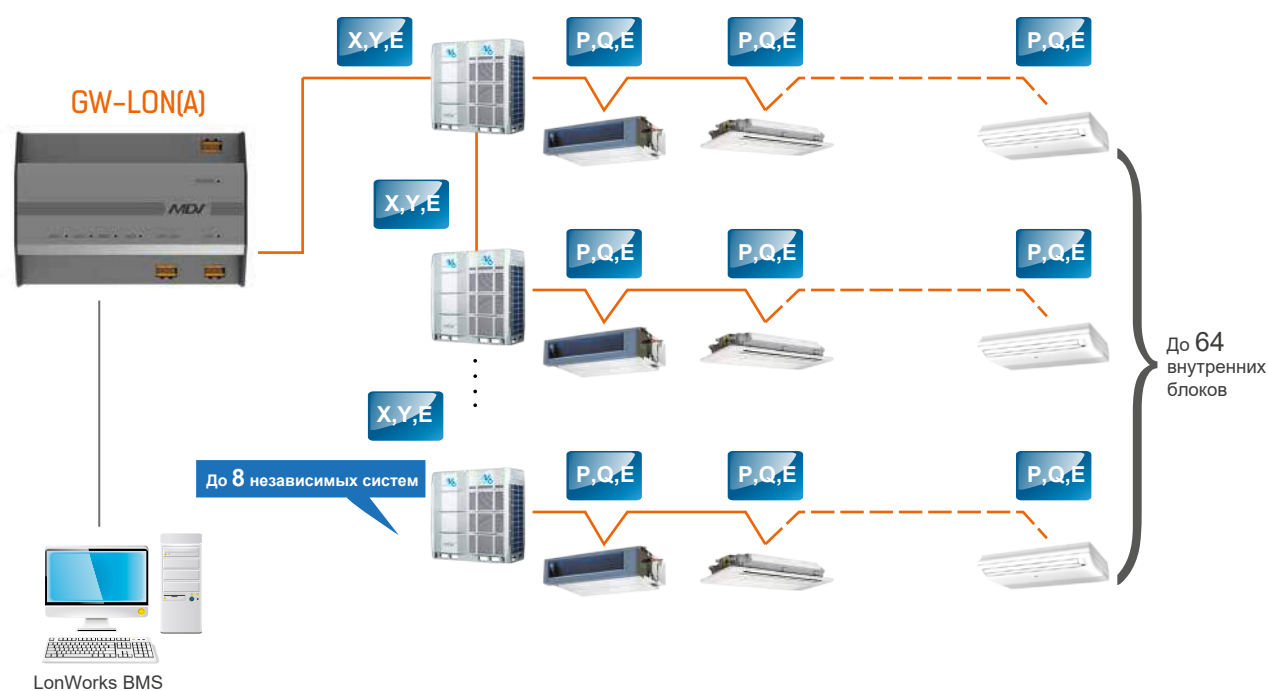 X,Y,E
P,Q,E
P,Q,E
P,Q,E
GW-LON(A)
MDV
X,Y,E
P,Q,E
P,Q,E
P,Q,E
До 64
внутренних
блоков
X,Y,E
До 8 независимых систем
P,Q,E
P,Q,E
P,Q,E
LonWorks BMS